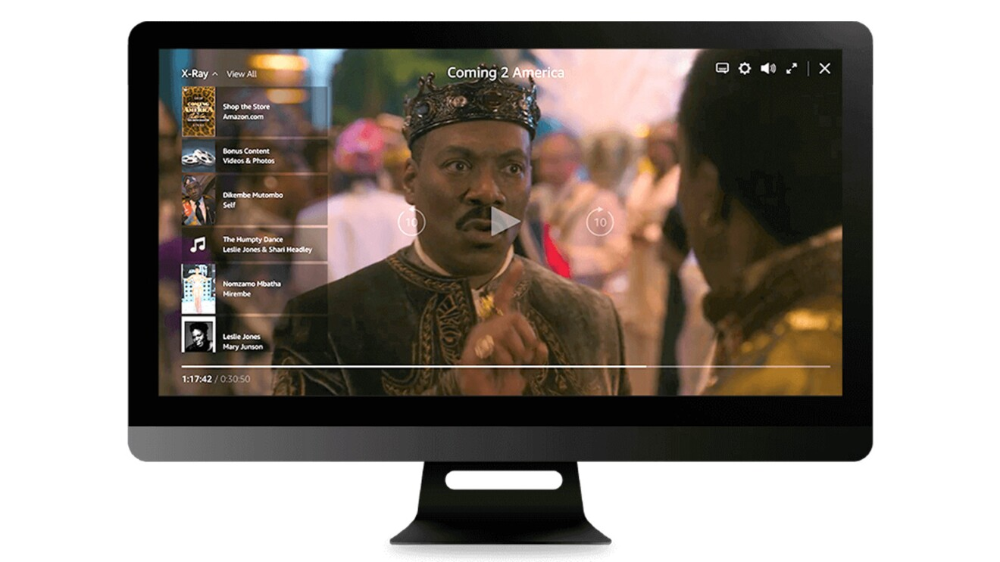 X-Ray View All
Coming 2 America
Shop the Store
Amazon.com
Bonus Content
Videos & Photos
Dikembe Mutombo
Self
10
10
The Humpty Dance
Leslie Jones & Shari Headley
Nomzamo Mbatha
Mirembe
Leslie Jones
Mary Junson
1:17:42 / 0:30:50